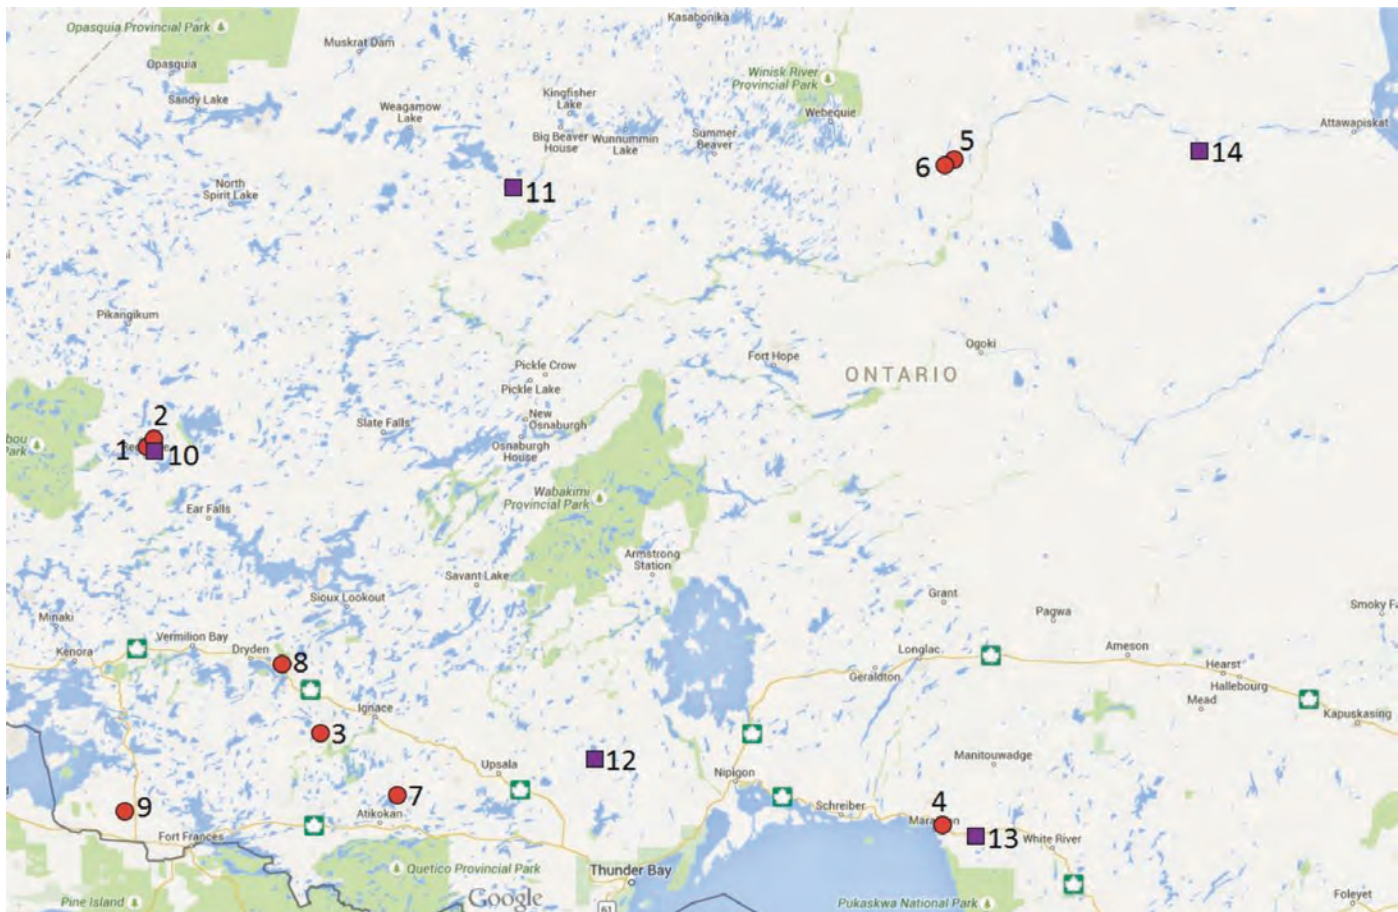 Kasabonika
Opasquia Provincial Park
Muskrat Dam
Opasquia
Winisk River
Provincial Park
Sandy Lake
Weagamow
Lake
Kingfisher
Lake
Webequie
Attawapiskat
Big Beaver
House
Wunnummin
Lake
Summer
Beaver
5
6
14
North
Spirit Lake
11
Pikangikum
Ogoki
Fort Hope
ONTARIO
Pickle Crow
Pickle Lake
2
New
Osnaburgh
Slate Falls
bou
Park
1
10
Osnaburgh
House
Wabakimi
Provincial Park
Ear Falls
Armstrong
Station
Savant Lake
Sioux Lookout
Grant
Pagwa
Smoky Fa
Minaki
Vermilion Bay
Kenora
Dryden
8
Longlac
Ameson
Hearst
Geraldton
Hallebourg
Mead
Ignace
Kapuskasing
3
12
Manitouwadge
Upsala
Nipigon
7
4
9
Atikokan
Schreiber
13
Fort Frances
White River
Thunder Bay
Quetico Provincial Park
Google
61
Pine Island
Pukaskwa National Park
Foleyet